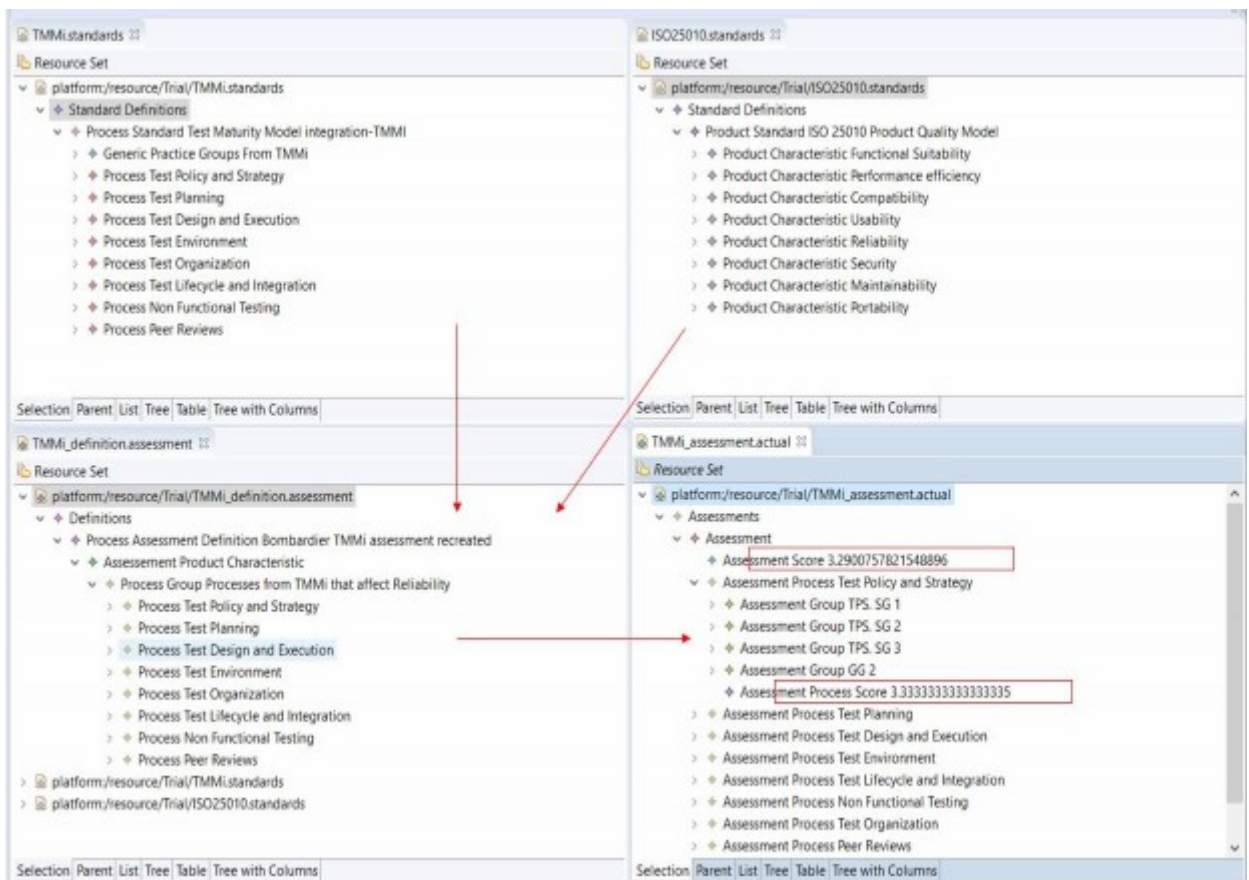 TMMi.standards
Resource Set
platform:/resource/Trial/TMMi.standards
Standard Definitions
Process Standard Test Maturity Model integration-TMMI
Generic Practice Groups From TMMi
Process Test Policy and Strategy
Process Test Planning
Process Test Design and Execution
Process Test Environment
Process Test Organization
Process Test Lifecycle and Integration
Process Non Functional Testing
Process Peer Reviews
Selection Parent List Tree Table Tree with Columns
ISO25010.standards
Resource Set
platform:/resource/Trial/ISO25010.standards
Standard Definitions
Product Standard ISO 25010 Product Quality Model
Product Characteristic Functional Suitability
Product Characteristic Performance efficiency
Product Characteristic Compatibility
Product Characteristic Usability
Product Characteristic Reliability
Product Characteristic Security
Product Characteristic Maintainability
Product Characteristic Portability
Selection Parent List Tree Table Tree with Columns
TMMi_definition.assessment
Resource Set
platform:/resource/Trial/TMMi_definition.assessment
Definitions
Process Assessment Definition Bombardier TMMi assessment recreated
Assessement Product Characteristic
Process Group Processes from TMMi that affect Reliability
Process Test Policy and Strategy
Process Test Planning
Process Test Design and Execution
Process Test Environment
Process Test Organization
Process Test Lifecycle and Integration
Process Non Functional Testing
Process Peer Reviews
platform:/resource/Trial/TMMi.standards
platform:/resource/Trial/ISO25010.standards
Selection Parent List Tree Table Tree with Columns
TMMi_assessment.actual
Resource Set
platform:/resource/Trial/TMMi_assessment.actual
Assessments
Assessment
Assessment Score 3.2900757821548896
Assessment Process Test Policy and Strategy
Assessment Group TPS. SG 1
Assessment Group TPS. SG 2
Assessment Group TPS. SG 3
Assessment Group GG 2
Assessment Process Score 3.3333333333333335
Assessment Process Test Planning
Assessment Process Test Design and Execution
Assessment Process Test Environment
Assessment Process Test Lifecycle and Integration
Assessment Process Non Functional Testing
Assessment Process Test Organization
Assessment Process Peer Reviews
Selection Parent List Tree Table Tree with Columns